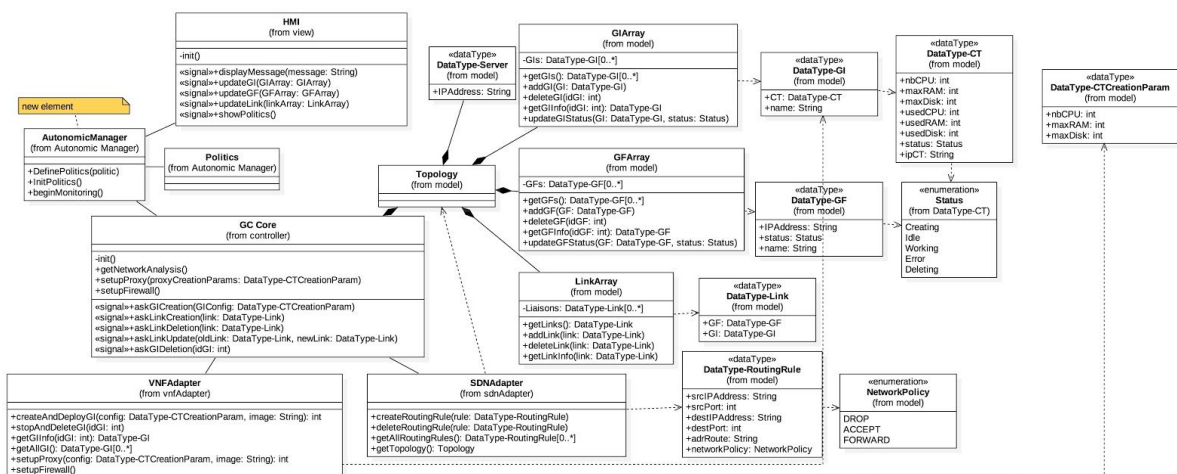 HMI
(from view)
-init()
«signal»+displayMessage(message: String)
«signal»+updateGI(GIArray: GIArray)
«signal»+updateGF(GFArray: GFArray)
«signal»+updateLink(linkArray: LinkArray)
«signal»+showPolitics()
new element
AutonomicManager
(from Autonomic Manager)
+DefinePolitics(politic)
+InitPolitics()
+beginMonitoring()
Politics
(from Autonomic Manager)
GC Core
(from controller)
-init()
+getNetworkAnalysis()
+setupProxy(proxyCreationParams: DataType-CTCreationParam)
+setupFirewall()
«signal»+askGICreation(GIConfig: DataType-CTCreationParam)
«signal»+askLinkCreation(link: DataType-Link)
«signal»+askLinkDeletion(link: DataType-Link)
«signal»+askLinkUpdate(oldLink: DataType-Link, newLink: DataType-Link)
«signal»+askGIDeletion(idGI: int)
VNFAdapter
(from vnfAdapter)
+createAndDeployGI(config: DataType-CTCreationParam, image: String): int
+stopAndDeleteGI(idGI: int)
+getGIInfo(idGI: int): DataType-GI
+getAllGI(): DataType-GI[0..*]
+setupProxy(config: DataType-CTCreationParam, image: String): int
+setupFirewall()
SDNAdapter
(from sdnAdapter)
+createRoutingRule(rule: DataType-RoutingRule)
+deleteRoutingRule(rule: DataType-RoutingRule)
+getAllRoutingRules(): DataType-RoutingRule[0..*]
+getTopology(): Topology
«dataType»
DataType-Server
(from model)
+IPAddress: String
Topology
(from model)
GIArray
(from model)
-GIs: DataType-GI[0..*]
+getGIs(): DataType-GI[0..*]
+addGI(GI: DataType-GI)
+deleteGI(idGI: int)
+getGIInfo(idGI: int): DataType-GI
+updateGIStatus(GI: DataType-GI, status: Status)
GFArray
(from model)
-GFs: DataType-GF[0..*]
+getGFs(): DataType-GF[0..*]
+addGF(GF: DataType-GF)
+deleteGF(idGF: int)
+getGFInfo(idGF: int): DataType-GF
+updateGFStatus(GF: DataType-GF, status: Status)
LinkArray
(from model)
-Liaisons: DataType-Link[0..*]
+getLinks(): DataType-Link
+addLink(link: DataType-Link)
+deleteLink(link: DataType-Link)
+getLinkInfo(link: DataType-Link)
«dataType»
DataType-GI
(from model)
+CT: DataType-CT
+name: String
«dataType»
DataType-GF
(from model)
+IPAddress: String
+status: Status
+name: String
«dataType»
DataType-Link
(from model)
+GF: DataType-GF
+GI: DataType-GI
«dataType»
DataType-RoutingRule
(from model)
+srcIPAddress: String
+srcPort: int
+destIPAddress: String
+destPort: int
+adrRoute: String
+networkPolicy: NetworkPolicy
«dataType»
DataType-CT
(from model)
+nbCPU: int
+maxRAM: int
+maxDisk: int
+usedCPU: int
+usedRAM: int
+usedDisk: int
+status: Status
+ipCT: String
«enumeration»
Status
(from DataType-CT)
Creating
Idle
Working
Error
Deleting
«enumeration»
NetworkPolicy
(from model)
DROP
ACCEPT
FORWARD
«dataType»
DataType-CTCreationParam
(from model)
+nbCPU: int
+maxRAM: int
+maxDisk: int